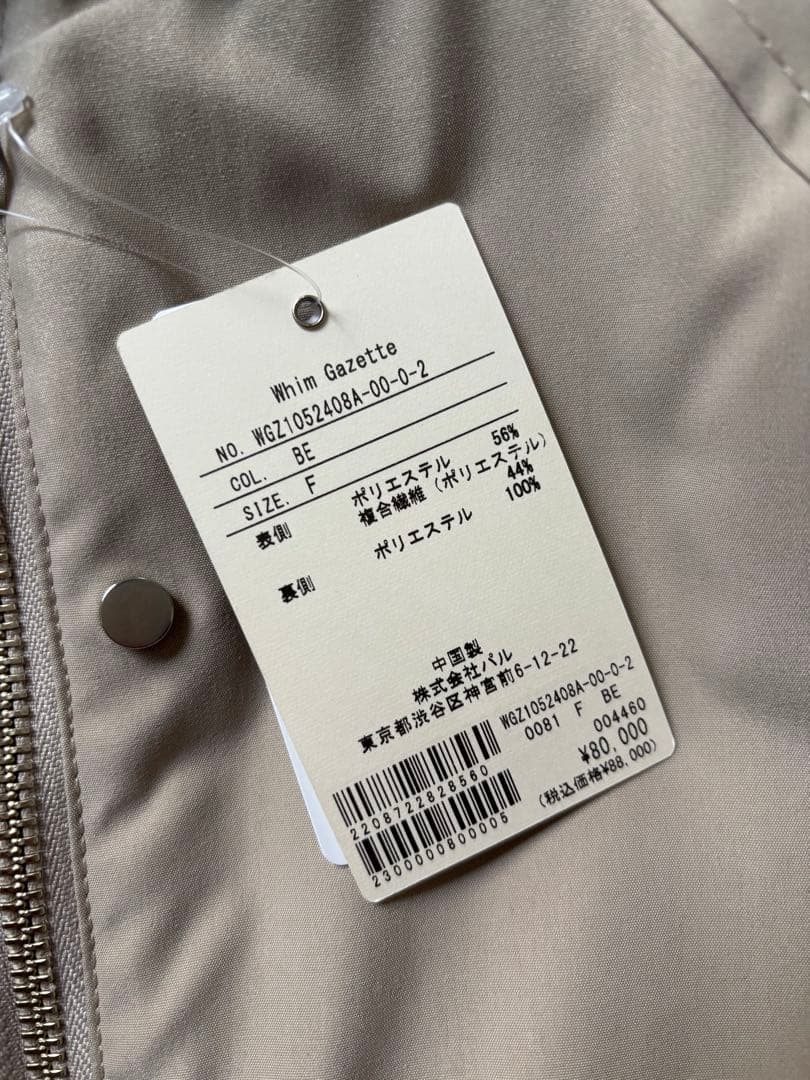 Whim Gazette
NO. WGZ1052408A-00-0-2
COL. BE
SIZE. F
表側 ポリエステル 56%
複合繊維(ポリエステル) 44%
裏側 ポリエステル 100%
中国製
株式会社パル
東京都渋谷区神宮前6-12-22
WGZ1052408A-00-0-2
0081 F BE
004460
2208722828560
¥80,000
(税込価格¥88,000)
2300000800005